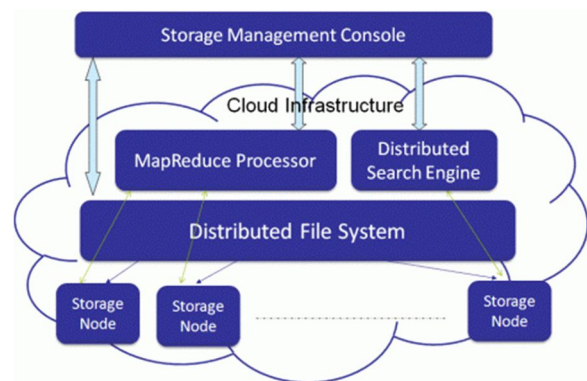 Storage Management Console
Cloud Infrastructure
MapReduce Processor
Distributed
Search Engine
Distributed File System
Storage
Node
Storage
Node
Storage
Node